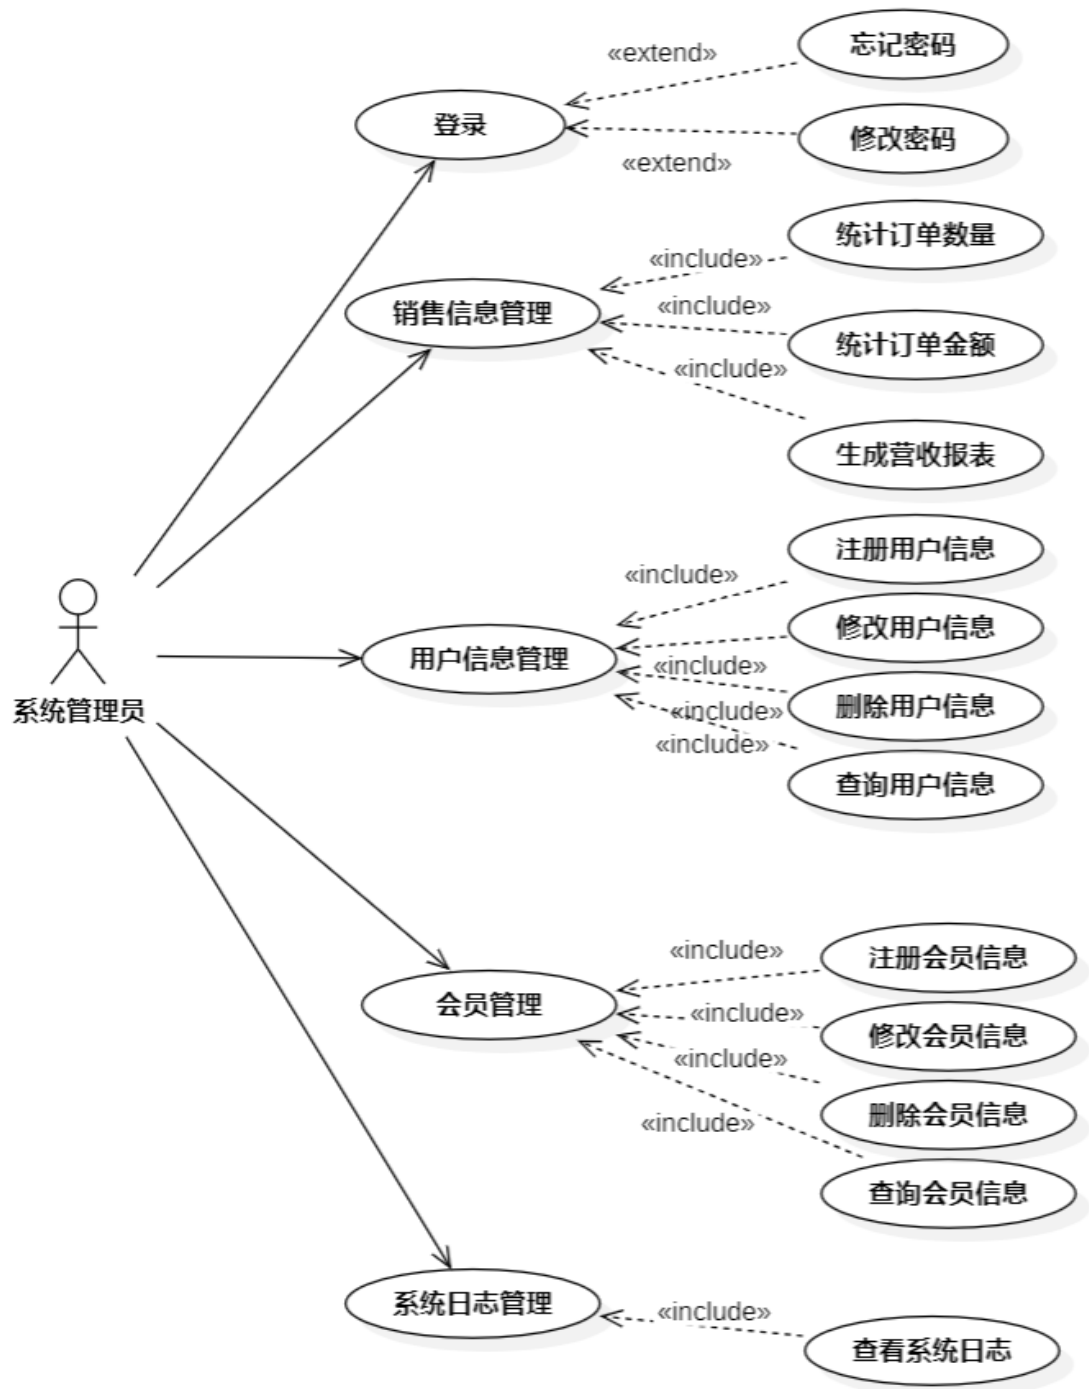 忘记密码
«extend»
登录
修改密码
«extend»
统计订单数量
«include»
销售信息管理
«include»
统计订单金额
«include»
生成营收报表
注册用户信息
«include»
修改用户信息
用户信息管理
«include»
删除用户信息
«include»
系统管理员
«include»
查询用户信息
«include»
注册会员信息
会员管理
«include»
修改会员信息
«include»
删除会员信息
«include»
查询会员信息
系统日志管理
«include»
查看系统日志